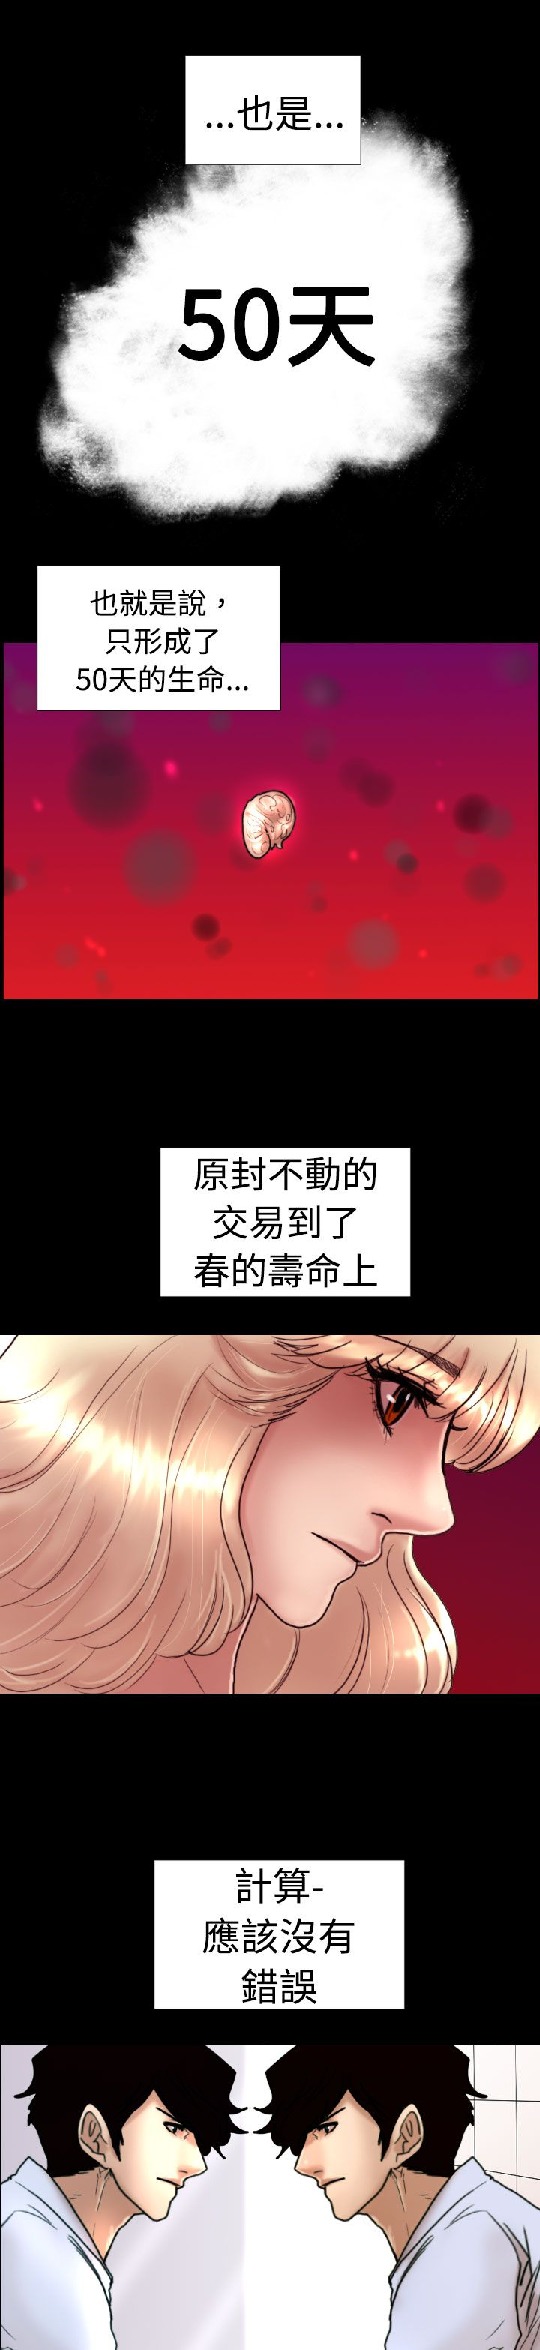 ...也是...
50天
也就是說，
只形成了
50天的生命...
原封不動的
交易到了
春的壽命上
計算-
應該沒有
錯誤